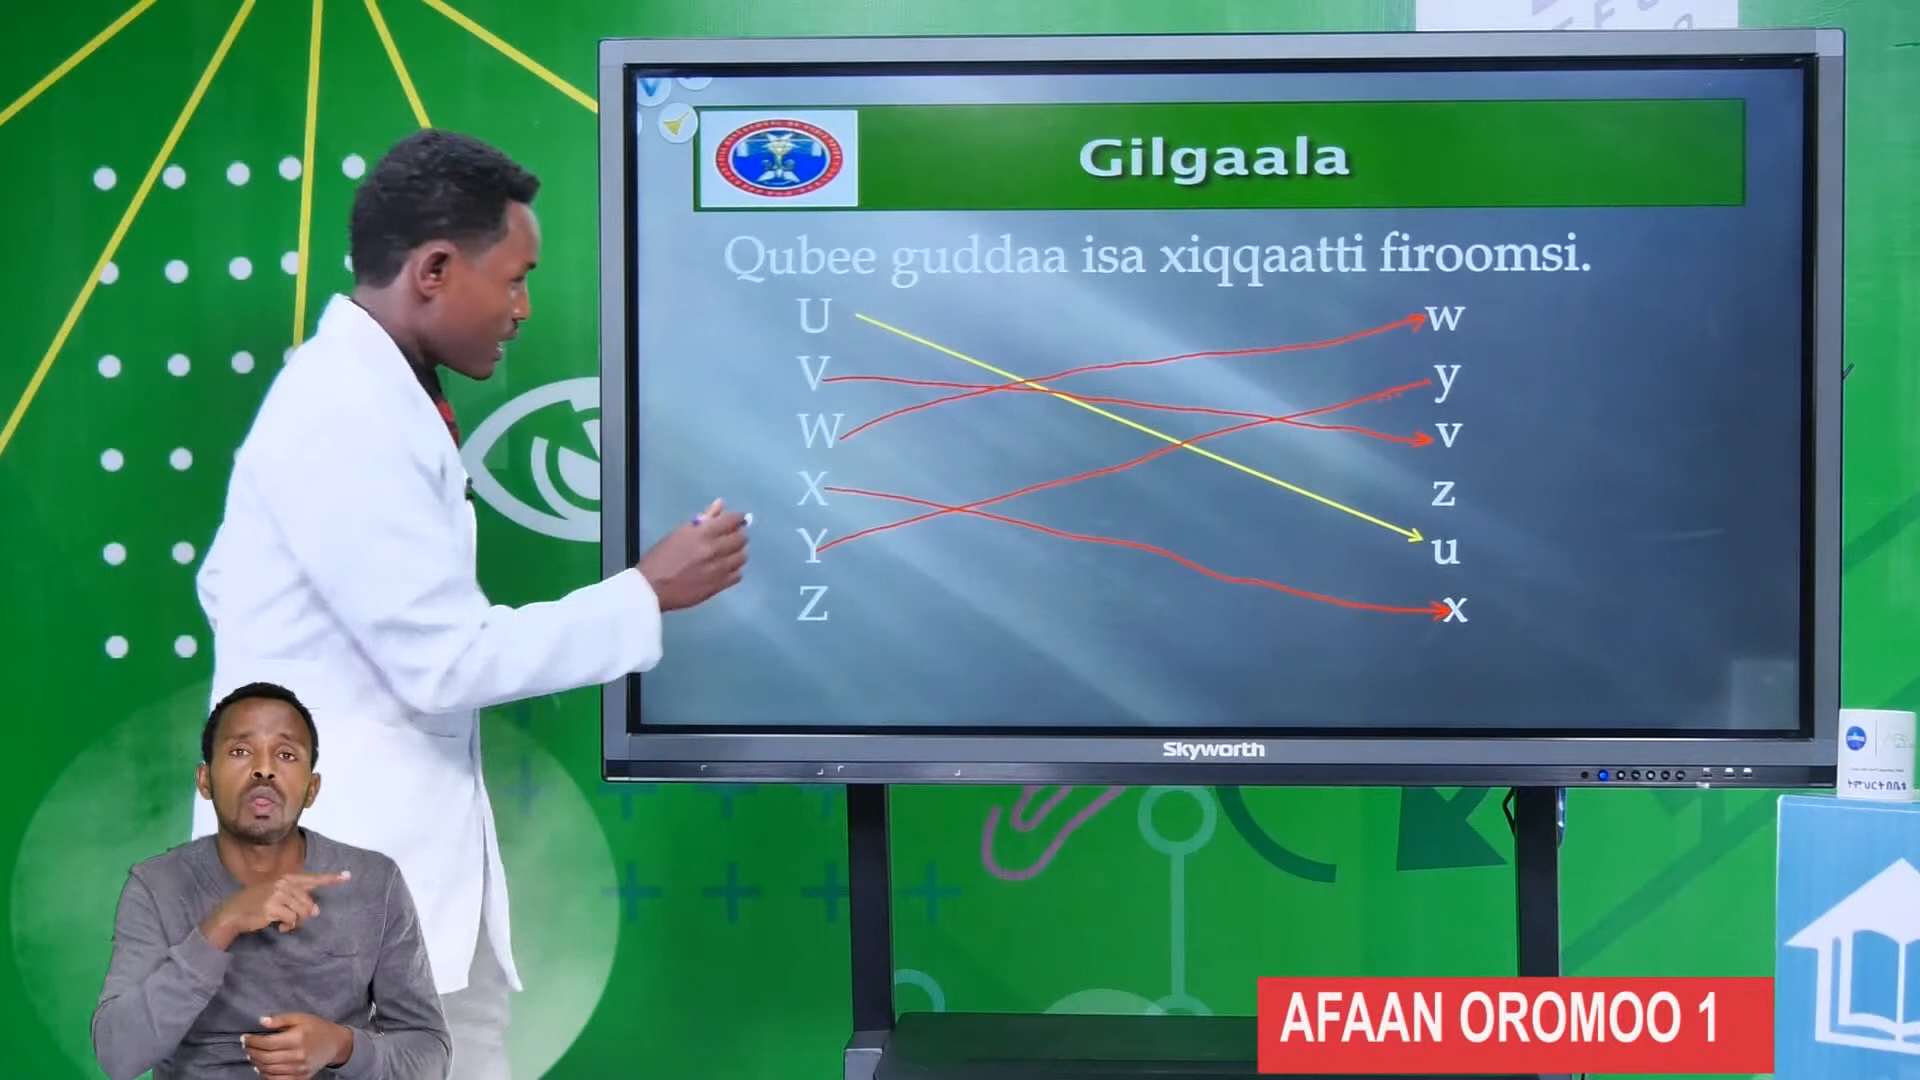 Gilgaala
Qubee guddaa isa xiqqaatti firoomsi.
U w
V y
W v
X z
Y u
Z x
Skyworth
AFAAN OROMOO 1